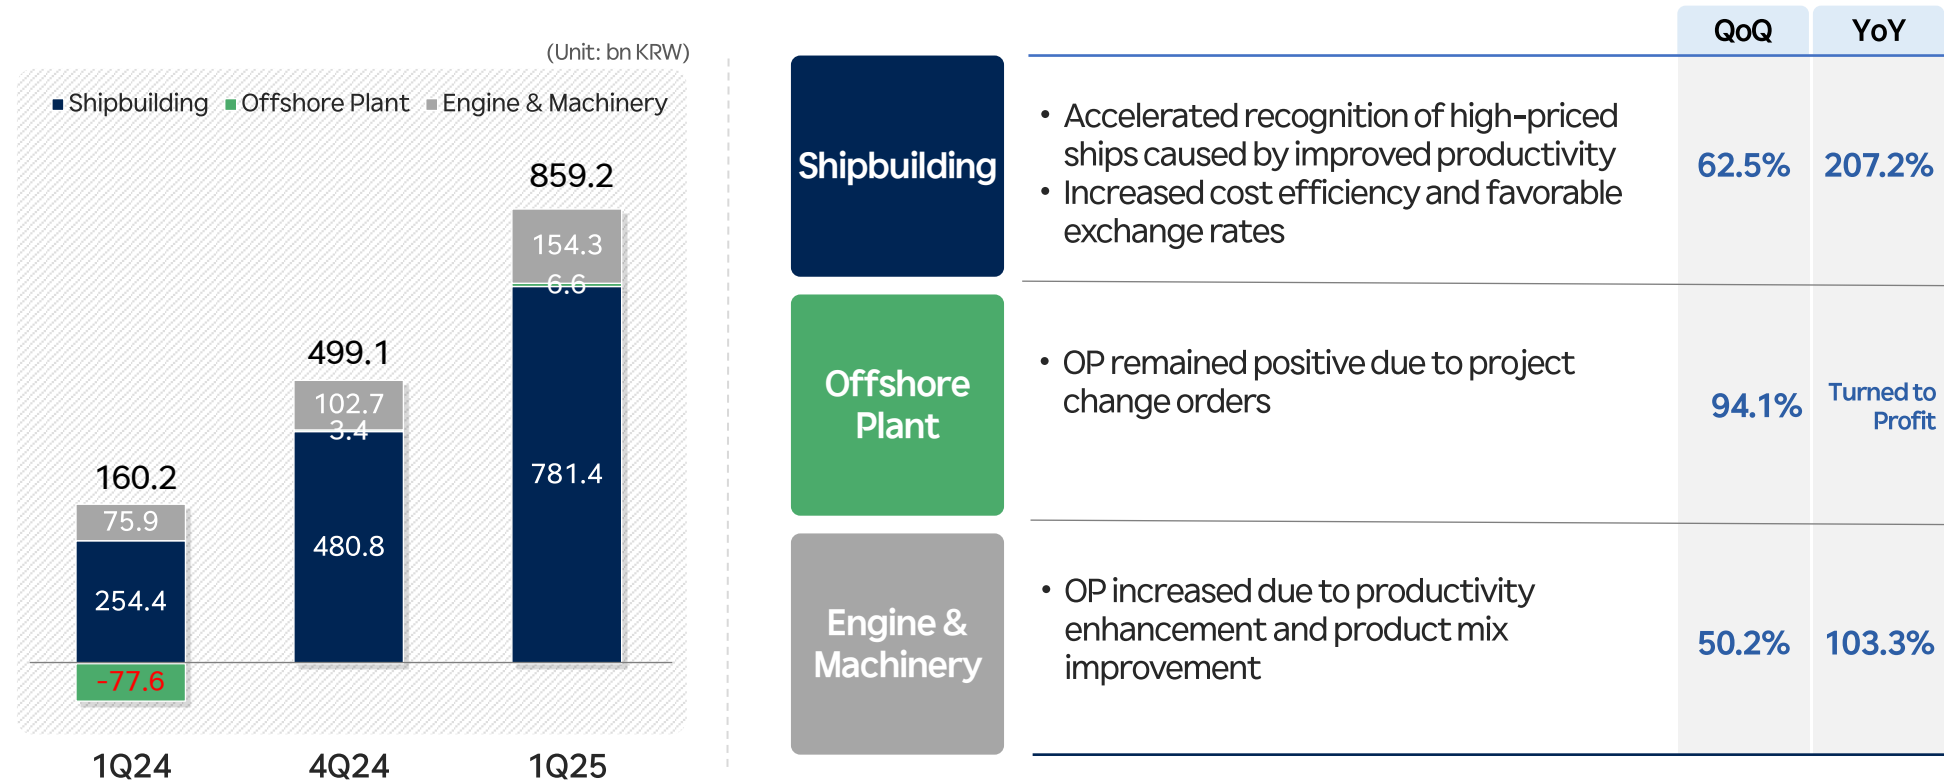 (Unit: bn KRW)
Shipbuilding Offshore Plant Engine & Machinery
859.2
154.3
6.6
781.4
499.1
102.7
3.4
480.8
160.2
75.9
254.4
-77.6
1Q24 4Q24 1Q25
QoQ YoY
Shipbuilding
• Accelerated recognition of high-priced
ships caused by improved productivity
• Increased cost efficiency and favorable
exchange rates
62.5% 207.2%
Offshore
Plant
• OP remained positive due to project
change orders
94.1%
Turned to
Profit
Engine &
Machinery
• OP increased due to productivity
enhancement and product mix
improvement
50.2% 103.3%